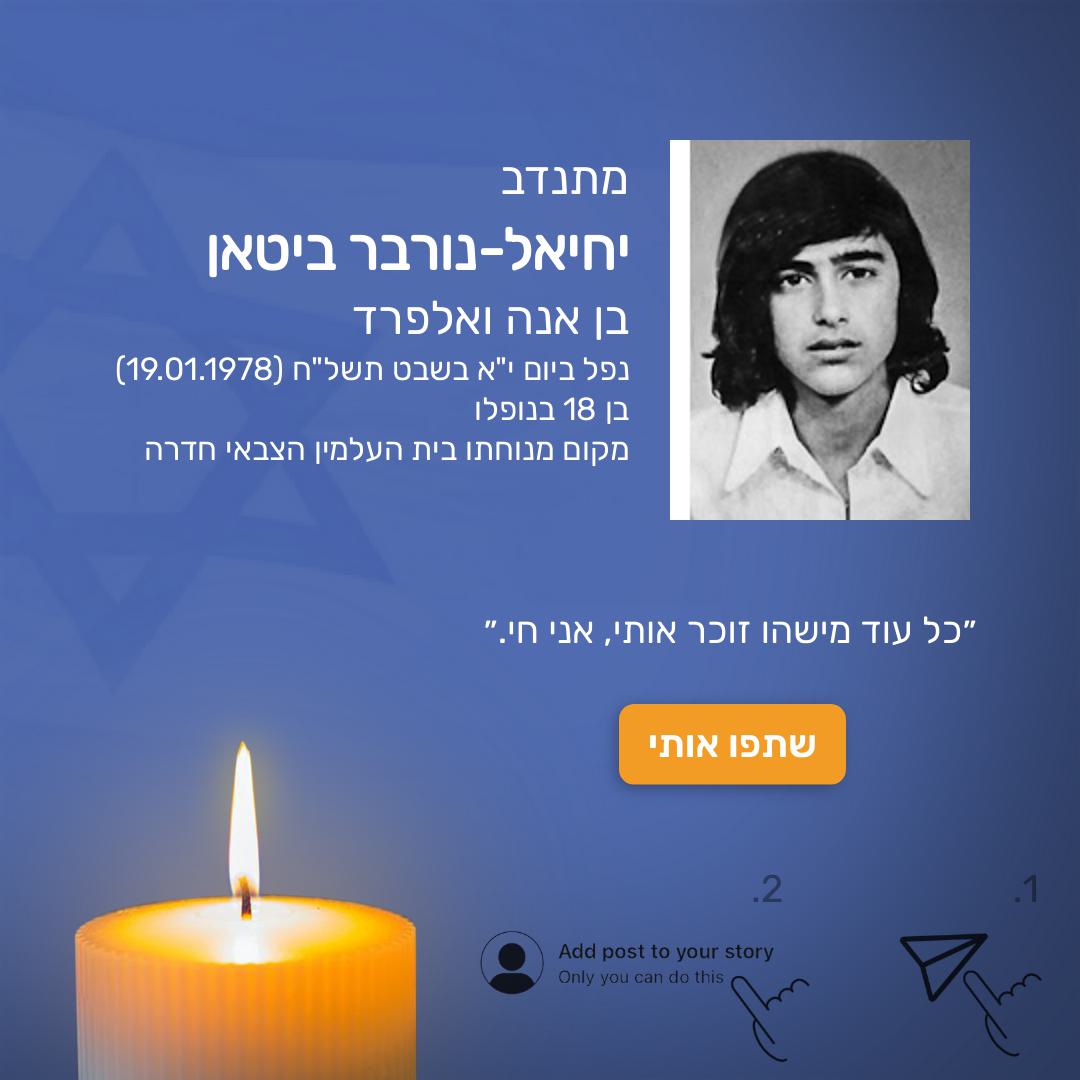 מתנדב
יחיאל-נורבר ביטאן
בן אנה ואלפרד
נפל ביום י"א בשבט תשל"ח (19.01.1978)
בן 18 בנופלו
מקום מנוחתו בית העלמין הצבאי חדרה
״כל עוד מישהו זוכר אותי, אני חי.״
שתפו אותי
1.
2.
Add post to your story
Only you can do this